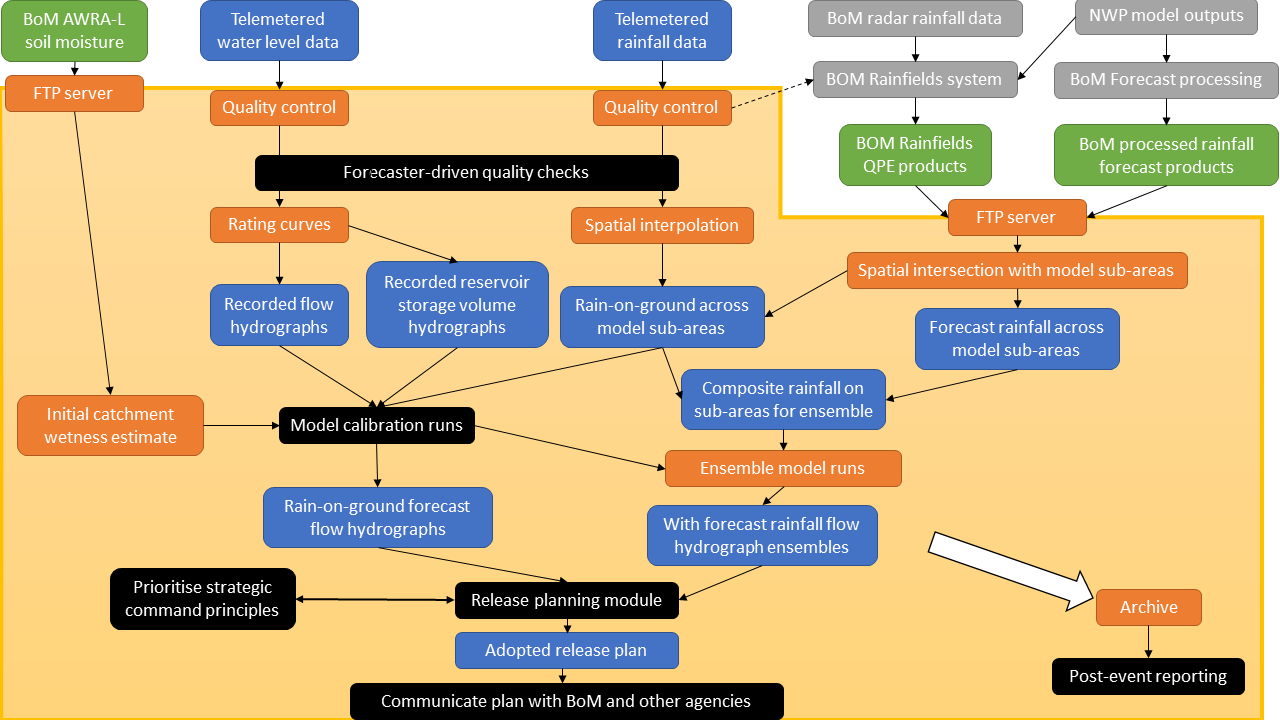 BoM AWRA-L
soil moisture
Telemetered
water level data
Telemetered
rainfall data
BoM radar rainfall data
NWP model outputs
FTP server
Quality control
Quality control
BOM Rainfields system
BoM Forecast processing
BOM Rainfields
QPE products
BoM processed rainfall
forecast products
Forecaster-driven quality checks
Rating curves
Spatial interpolation
FTP server
Spatial intersection with model sub-areas
Recorded flow
hydrographs
Recorded reservoir
storage volume
hydrographs
Rain-on-ground across
model sub-areas
Forecast rainfall across
model sub-areas
Composite rainfall on
sub-areas for ensemble
Initial catchment
wetness estimate
Model calibration runs
Ensemble model runs
Rain-on-ground forecast
flow hydrographs
With forecast rainfall flow
hydrograph ensembles
Prioritise strategic
command principles
Release planning module
Archive
Adopted release plan
Post-event reporting
Communicate plan with BoM and other agencies